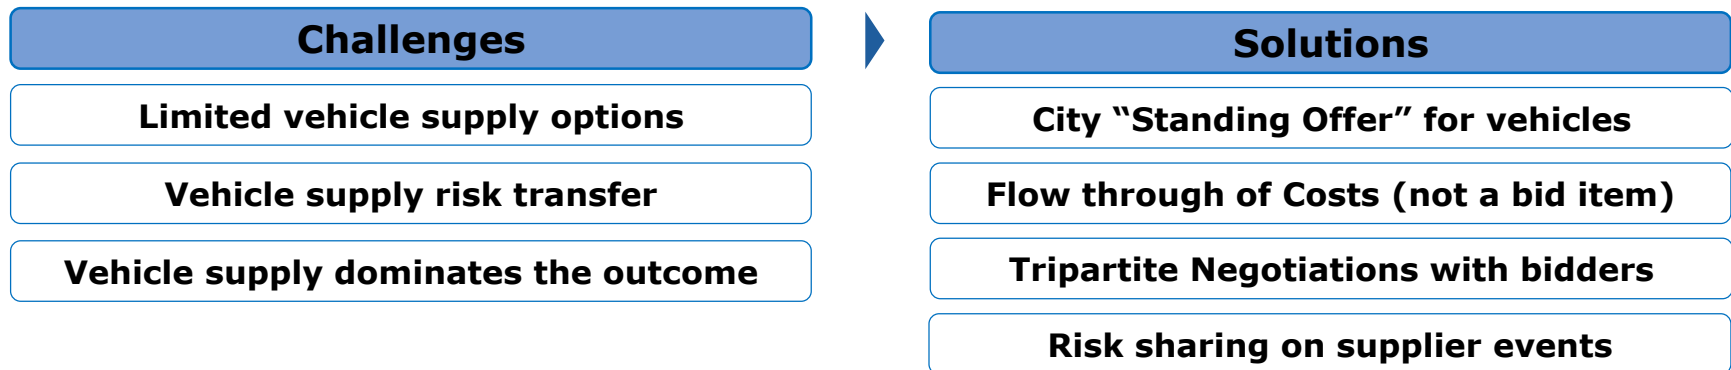 Challenges
Limited vehicle supply options
Vehicle supply risk transfer
Vehicle supply dominates the outcome
Solutions
City “Standing Offer” for vehicles
Flow through of Costs (not a bid item)
Tripartite Negotiations with bidders
Risk sharing on supplier events